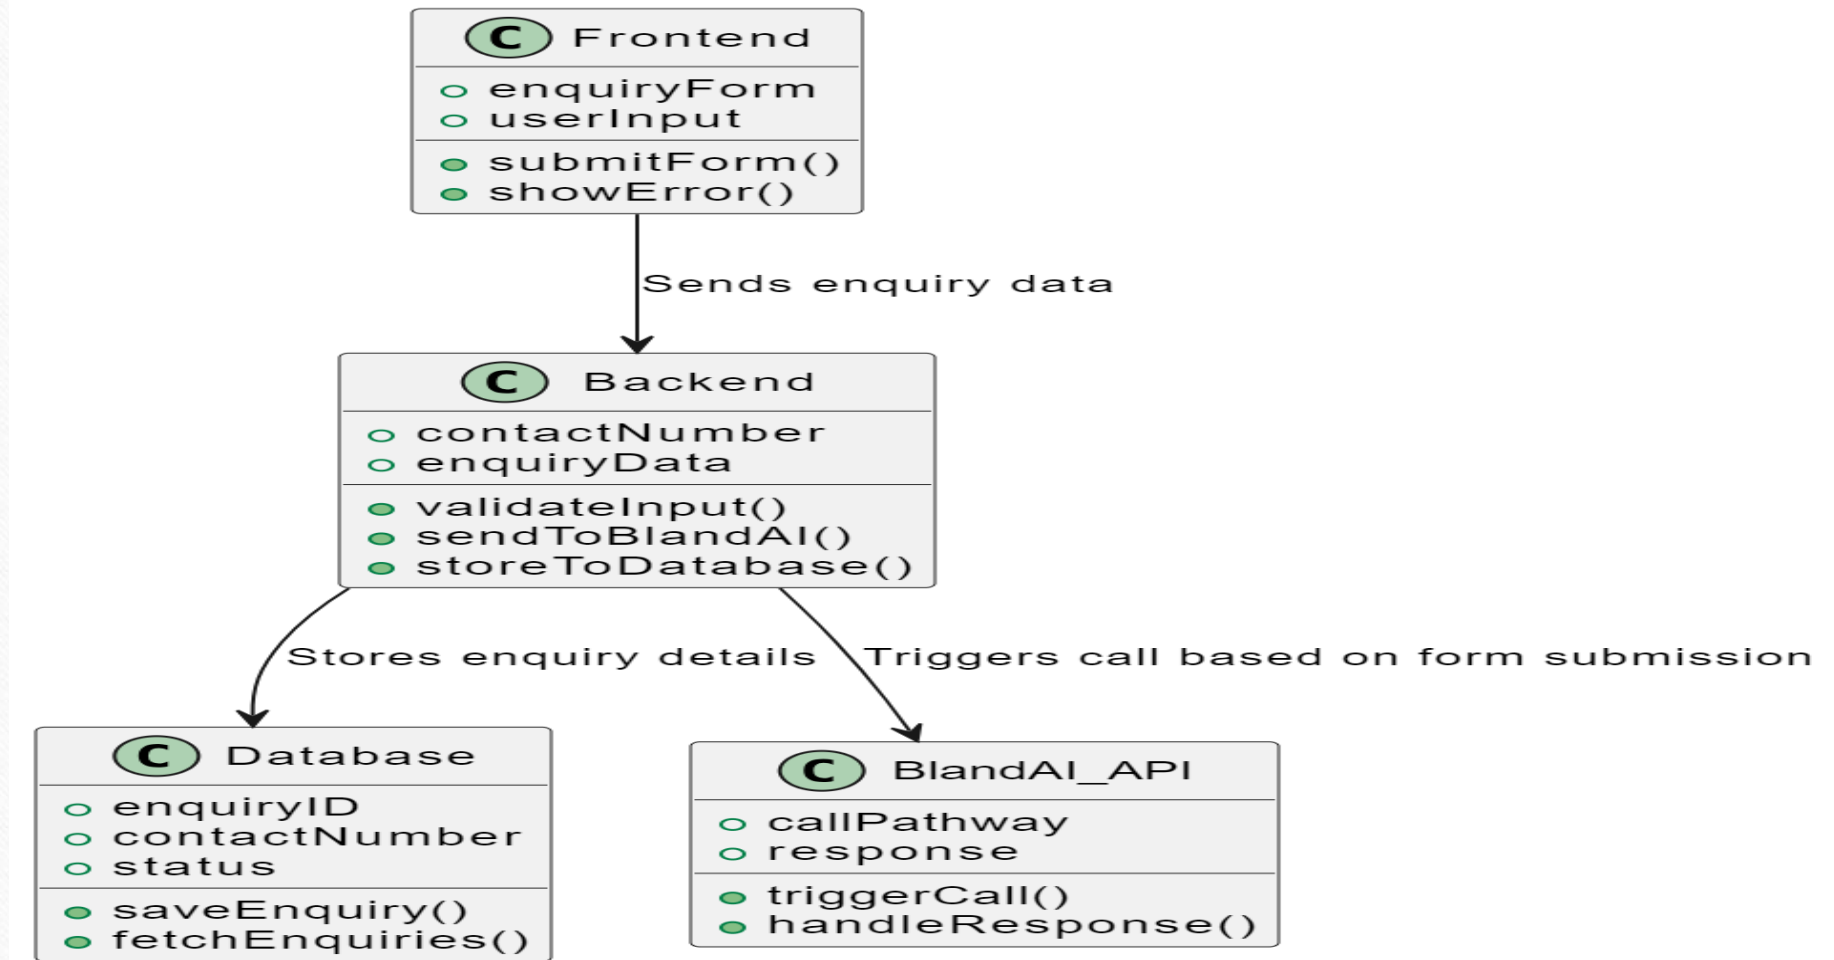 C Frontend
enquiryForm
userInput
submitForm()
showError()
Sends enquiry data
C Backend
contactNumber
enquiryData
validateInput()
sendToBlandAI()
storeToDatabase()
Stores enquiry details
Triggers call based on form submission
C Database
enquiryID
contactNumber
status
saveEnquiry()
fetchEnquiries()
C BlandAI_API
callPathway
response
triggerCall()
handleResponse()